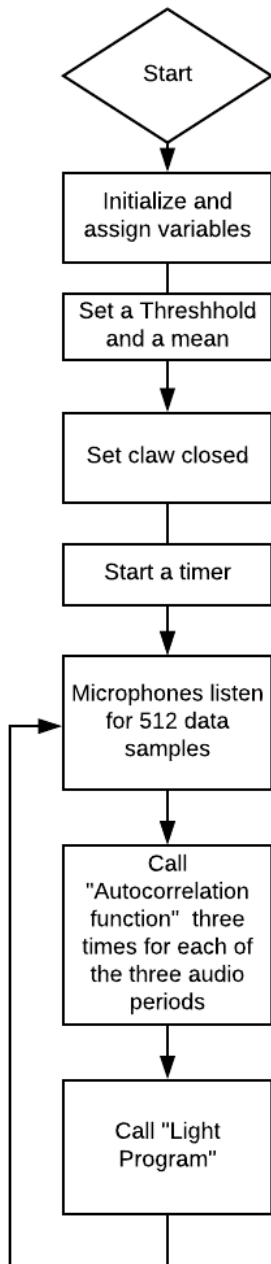 Start
Initialize and
assign variables
Set a Threshhold
and a mean
Set claw closed
Start a timer
Microphones listen
for 512 data
samples
Call
"Autocorrelation
function" three
times for each of
the three audio
periods
Call "Light
Program"